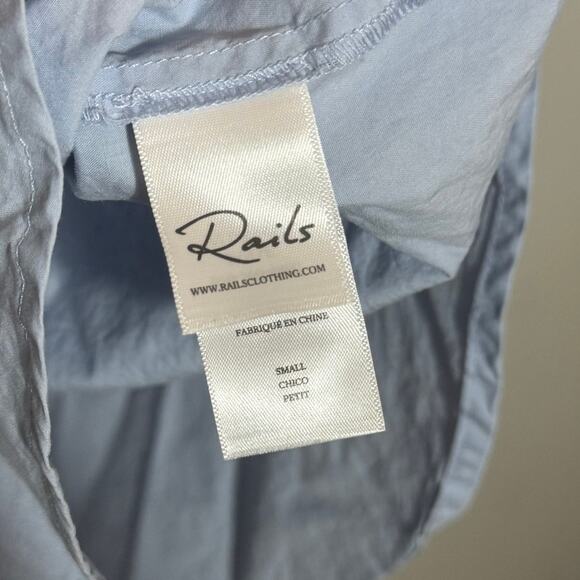 Rails
WWW.RAILSCLOTHING.COM
FABRIQUÉ EN CHINE
SMALL
CHICO
PETIT